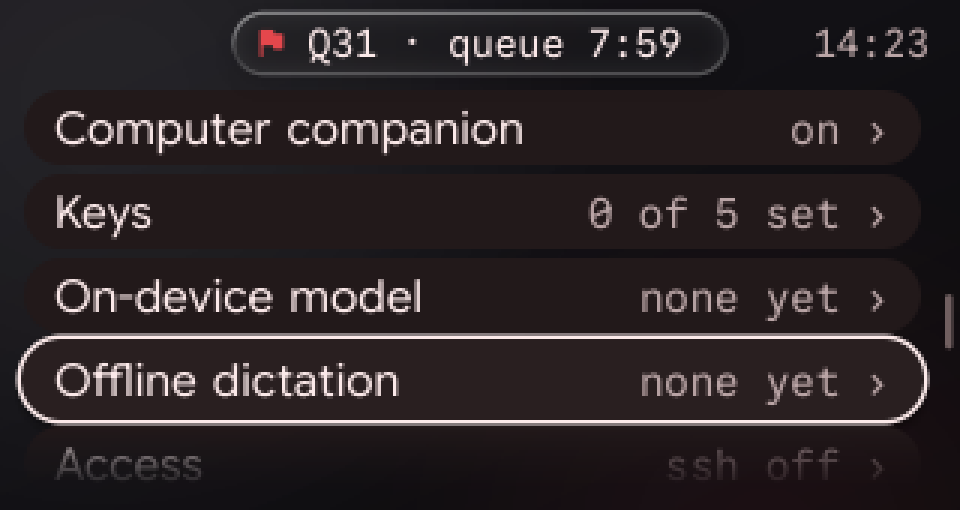 Q31 · queue 7:59
14:23
Computer companion on ›
Keys 0 of 5 set ›
On-device model none yet ›
Offline dictation none yet ›
Access ssh off ›